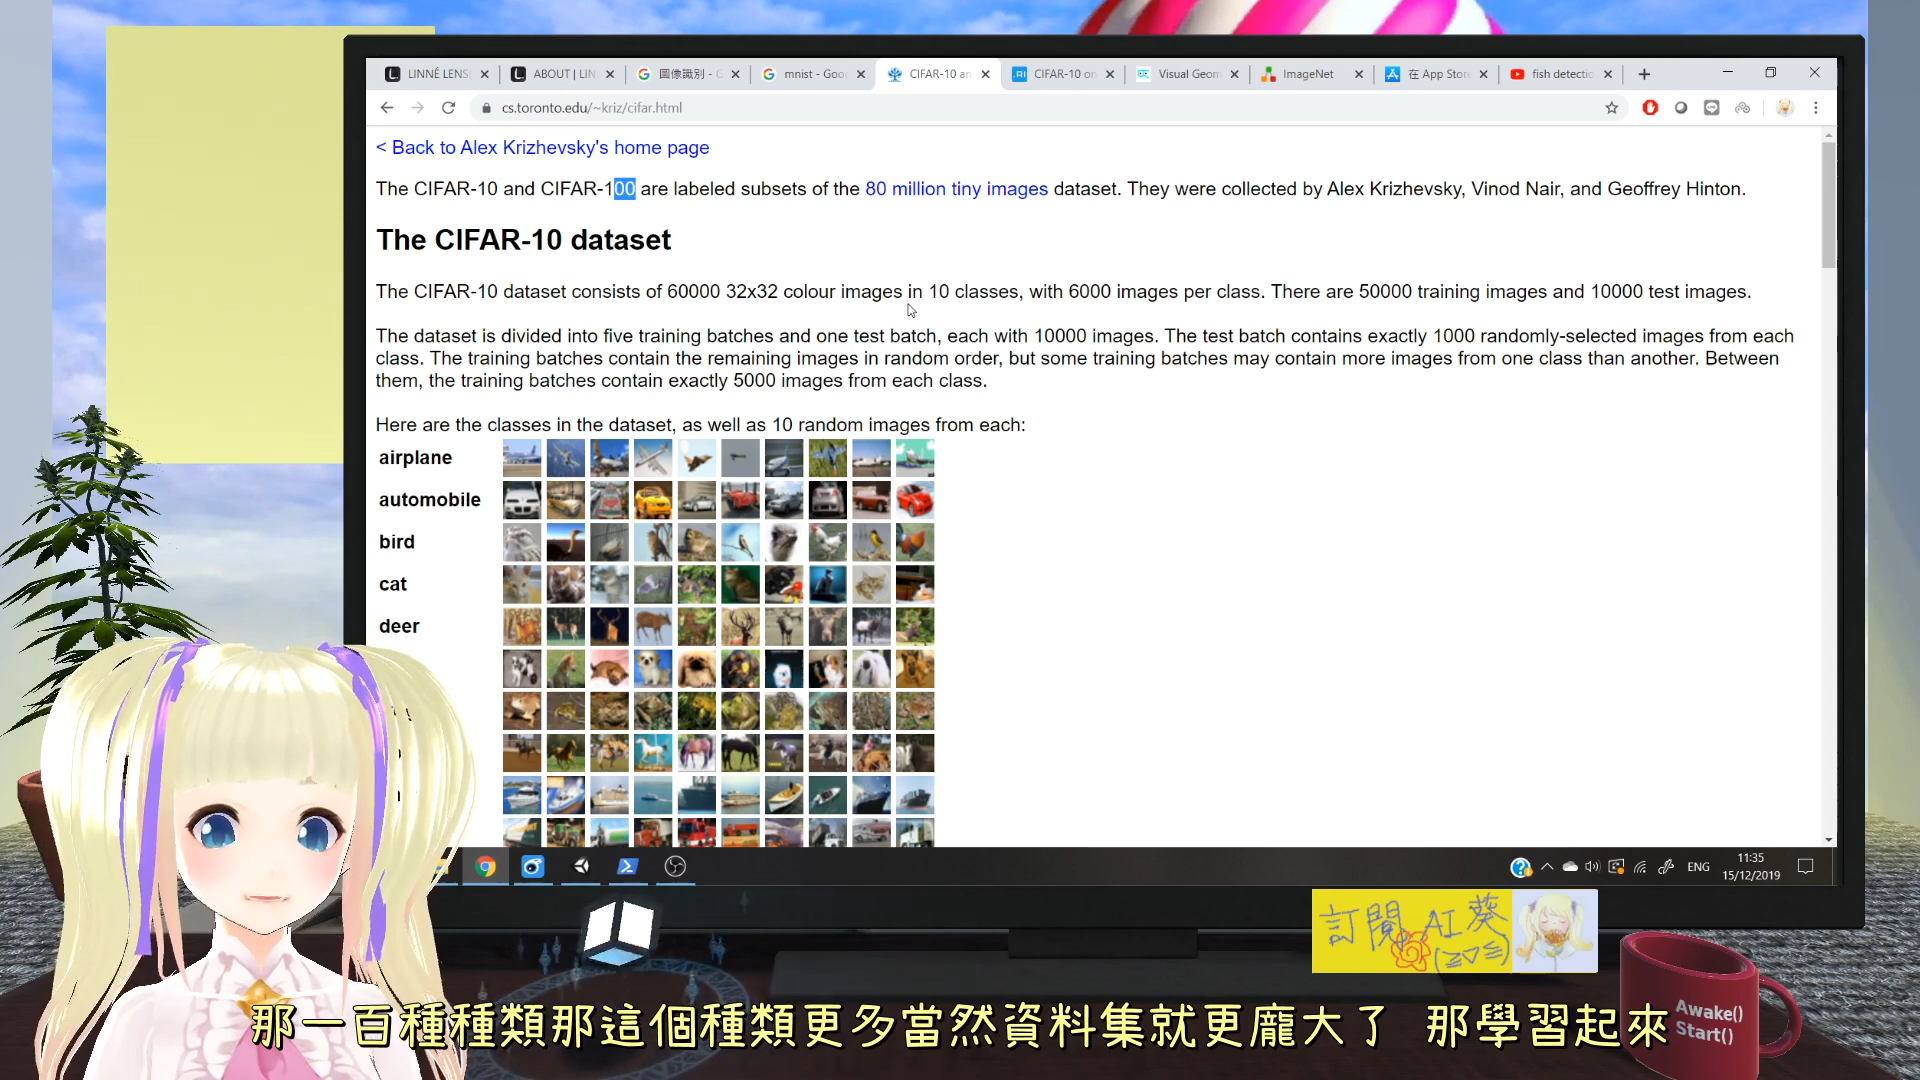 LINNÉ LENS
ABOUT | LIN
圖像識別 - G
mnist - Goo
CIFAR-10 an
CIFAR-10 on
Visual Geom
ImageNet
在 App Stor
fish detectio
cs.toronto.edu/~kriz/cifar.html
< Back to Alex Krizhevsky's home page
The CIFAR-10 and CIFAR-100 are labeled subsets of the 80 million tiny images dataset. They were collected by Alex Krizhevsky, Vinod Nair, and Geoffrey Hinton.
The CIFAR-10 dataset
The CIFAR-10 dataset consists of 60000 32x32 colour images in 10 classes, with 6000 images per class. There are 50000 training images and 10000 test images.
The dataset is divided into five training batches and one test batch, each with 10000 images. The test batch contains exactly 1000 randomly-selected images from each
class. The training batches contain the remaining images in random order, but some training batches may contain more images from one class than another. Between
them, the training batches contain exactly 5000 images from each class.
Here are the classes in the dataset, as well as 10 random images from each:
airplane
automobile
bird
cat
deer
ENG
11:35
15/12/2019
訂閱 AI 葵
Awake()
Start()
那一百種種類那這個種類更多當然資料集就更龐大了 那學習起來